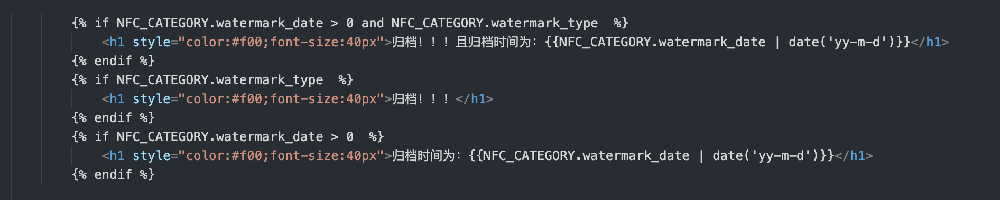 {% if NFC_CATEGORY.watermark_date > 0 and NFC_CATEGORY.watermark_type  %}
<h1 style="color:#f00;font-size:40px">归档！！！且归档时间为：{{NFC_CATEGORY.watermark_date | date('yy-m-d')}}</h1>
{% endif %}
{% if NFC_CATEGORY.watermark_type  %}
<h1 style="color:#f00;font-size:40px">归档！！！</h1>
{% endif %}
{% if NFC_CATEGORY.watermark_date > 0  %}
<h1 style="color:#f00;font-size:40px">归档时间为：{{NFC_CATEGORY.watermark_date | date('yy-m-d')}}</h1>
{% endif %}